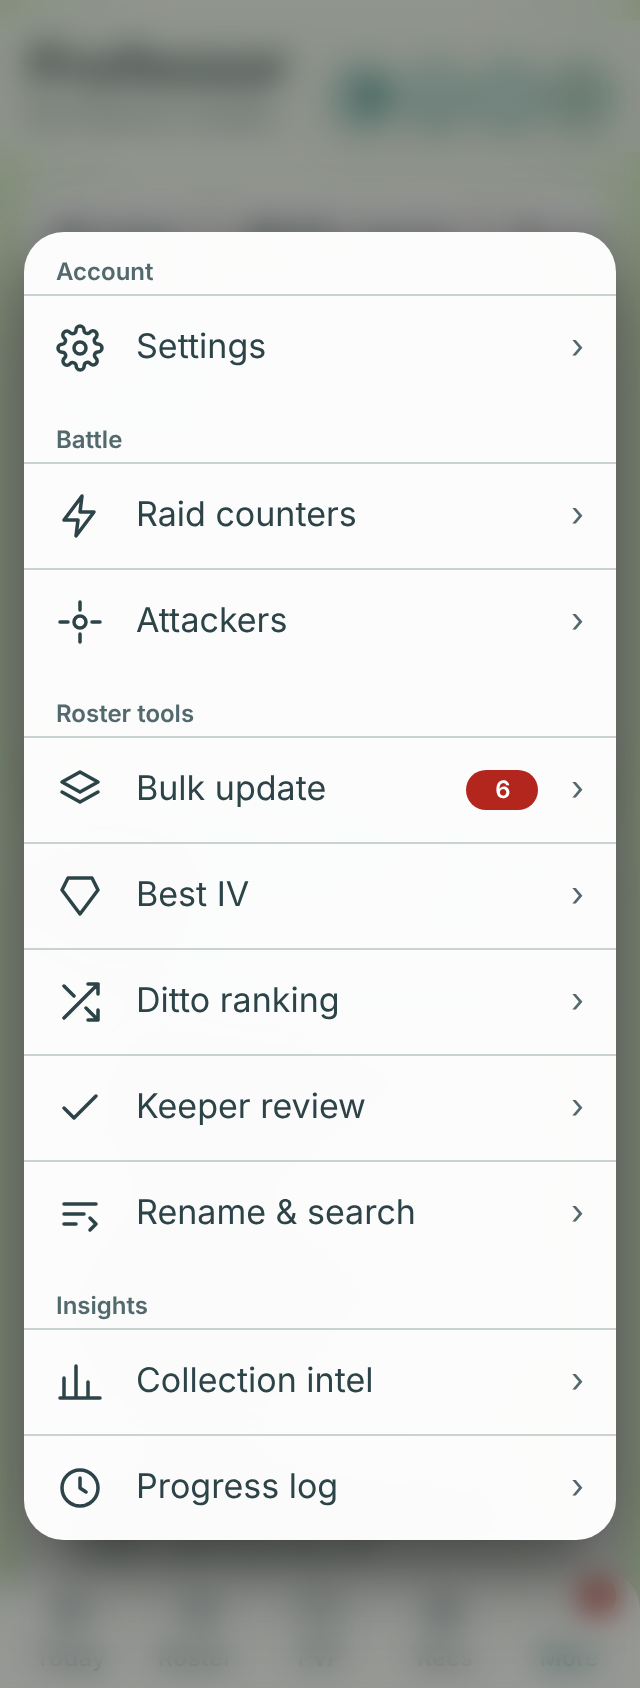 Account
Settings
Battle
Raid counters
Attackers
Roster tools
Bulk update 6
Best IV
Ditto ranking
Keeper review
Rename & search
Insights
Collection intel
Progress log